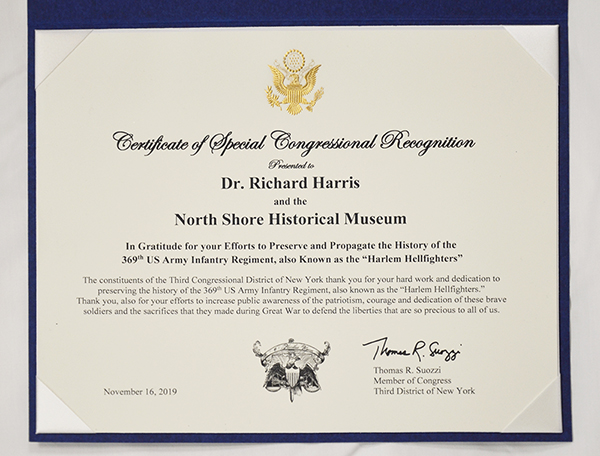 Certificate of Special Congressional Recognition
Presented to
Dr. Richard Harris
and the
North Shore Historical Museum
In Gratitude for your Efforts to Preserve and Propagate the History of the
369th US Army Infantry Regiment, also Known as the “Harlem Hellfighters”
The constituents of the Third Congressional District of New York thank you for your hard work and dedication to
preserving the history of the 369th US Army Infantry Regiment, also known as the “Harlem Hellfighters.”
Thank you, also for your efforts to increase public awareness of the patriotism, courage and dedication of these brave
soldiers and the sacrifices that they made during Great War to defend the liberties that are so precious to all of us.
Thomas R. Suozzi
Thomas R. Suozzi
Member of Congress
Third District of New York
November 16, 2019